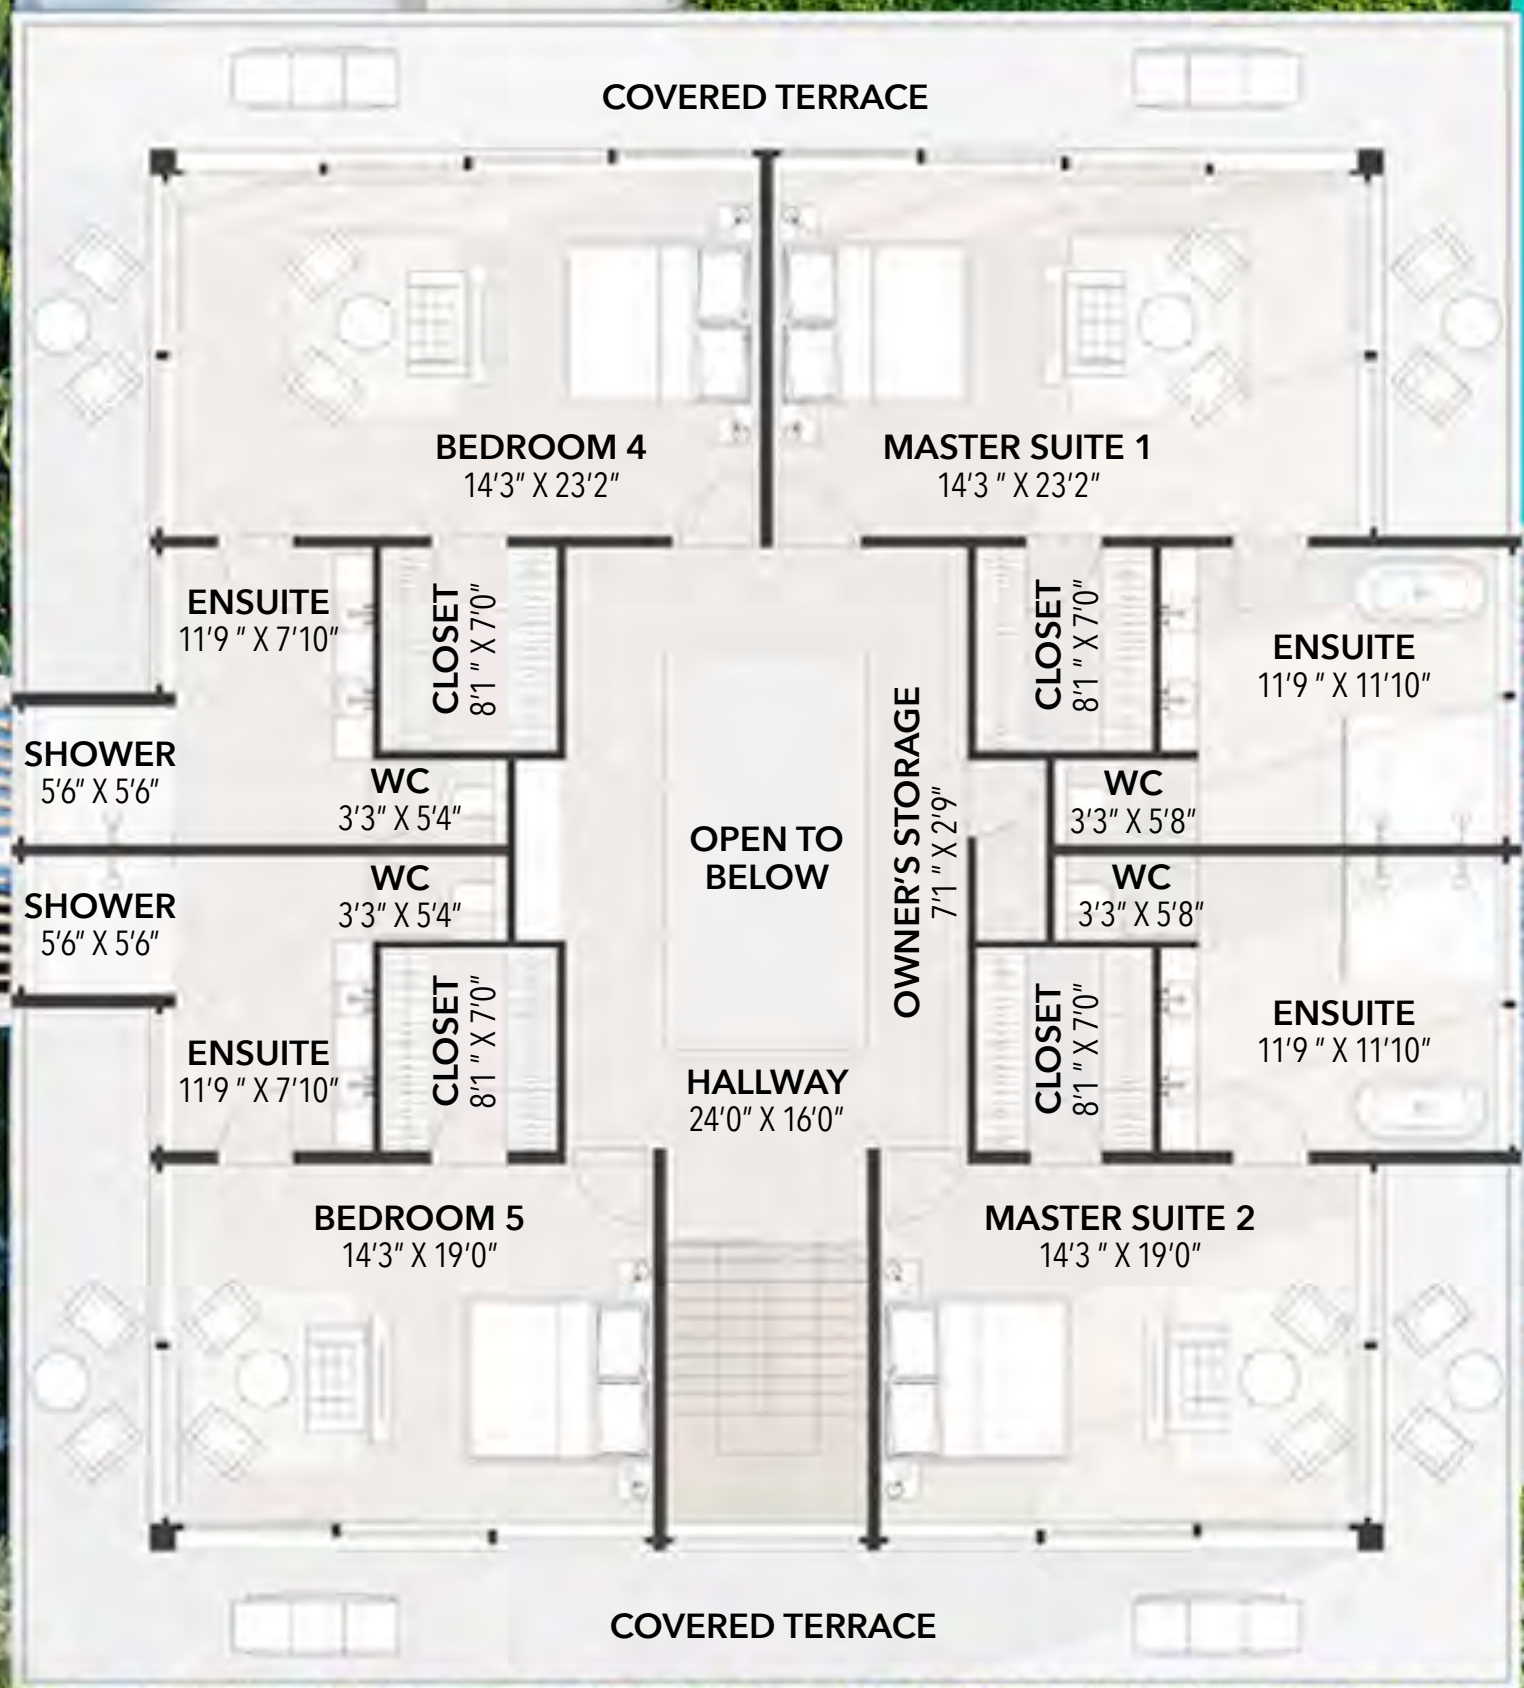 COVERED TERRACE
BEDROOM 4
14'3" X 23'2"
MASTER SUITE 1
14'3 " X 23'2"
ENSUITE
11'9 " X 7'10"
CLOSET
8'1 " X 7'0"
CLOSET
8'1 " X 7'0"
ENSUITE
11'9 " X 11'10"
SHOWER
5'6" X 5'6"
WC
3'3" X 5'4"
OPEN TO
BELOW
OWNER'S STORAGE
7'1 " X 2'9"
WC
3'3" X 5'8"
SHOWER
5'6" X 5'6"
WC
3'3" X 5'4"
WC
3'3" X 5'8"
ENSUITE
11'9 " X 7'10"
CLOSET
8'1 " X 7'0"
HALLWAY
24'0" X 16'0"
CLOSET
8'1 " X 7'0"
ENSUITE
11'9 " X 11'10"
BEDROOM 5
14'3" X 19'0"
MASTER SUITE 2
14'3 " X 19'0"
COVERED TERRACE